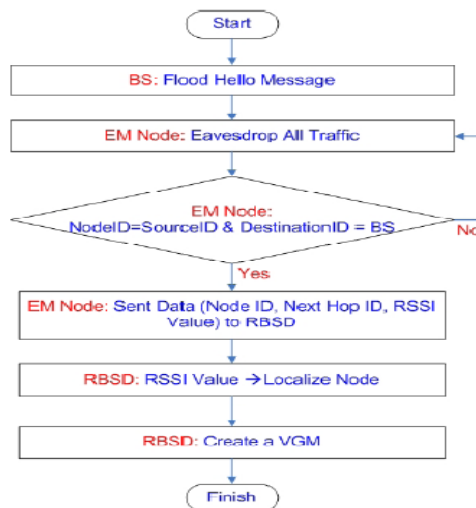 Start
BS: Flood Hello Message
EM Node: Eavesdrop All Traffic
EM Node:
NodeID=SourceID & DestinationID = BS
No
Yes
EM Node: Sent Data (Node ID, Next Hop ID, RSSI
Value) to RBSD
RBSD: RSSI Value →Localize Node
RBSD: Create a VGM
Finish